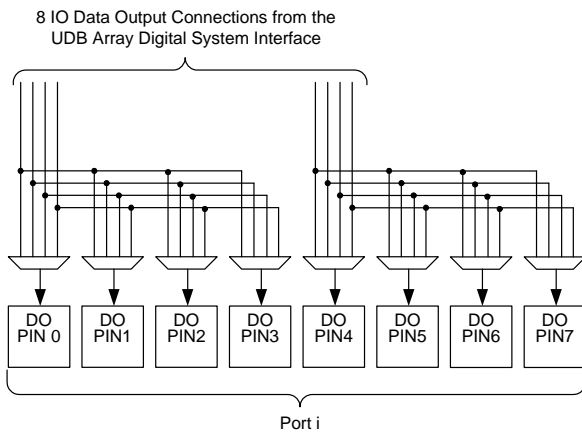 8 IO Data Output Connections from the
UDB Array Digital System Interface
DO
PIN 0
DO
PIN1
DO
PIN2
DO
PIN3
DO
PIN4
DO
PIN5
DO
PIN6
DO
PIN7
Port i